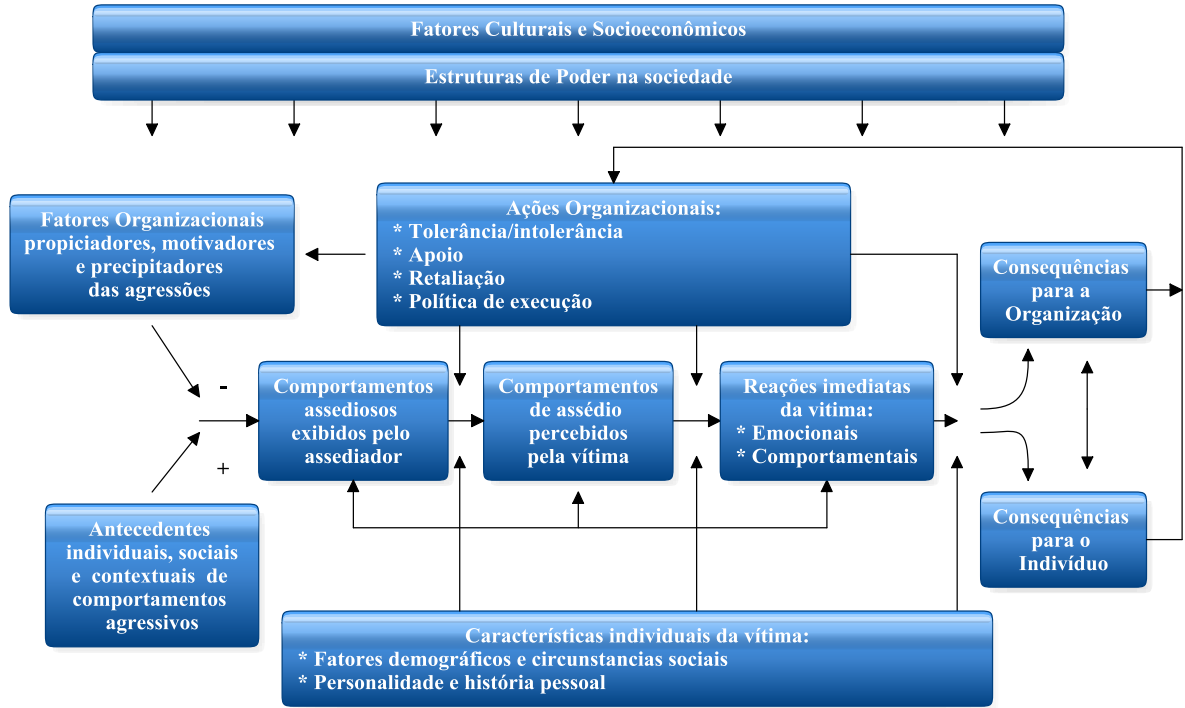 Fatores Culturais e Socioeconômicos
Estruturas de Poder na sociedade
Fatores Organizacionais
propiciadores, motivadores
e precipitadores
das agressões
Ações Organizacionais:
* Tolerância/intolerância
* Apoio
* Retaliação
* Política de execução
Consequências
para a
Organização
-
+
Comportamentos
assediosos
exibidos pelo
assediador
Comportamentos
de assédio
percebidos
pela vítima
Reações imediatas
da vitima:
* Emocionais
* Comportamentais
Antecedentes
individuais, sociais
e contextuais de
comportamentos
agressivos
Consequências
para o
Indivíduo
Características individuais da vítima:
* Fatores demográficos e circunstancias sociais
* Personalidade e história pessoal